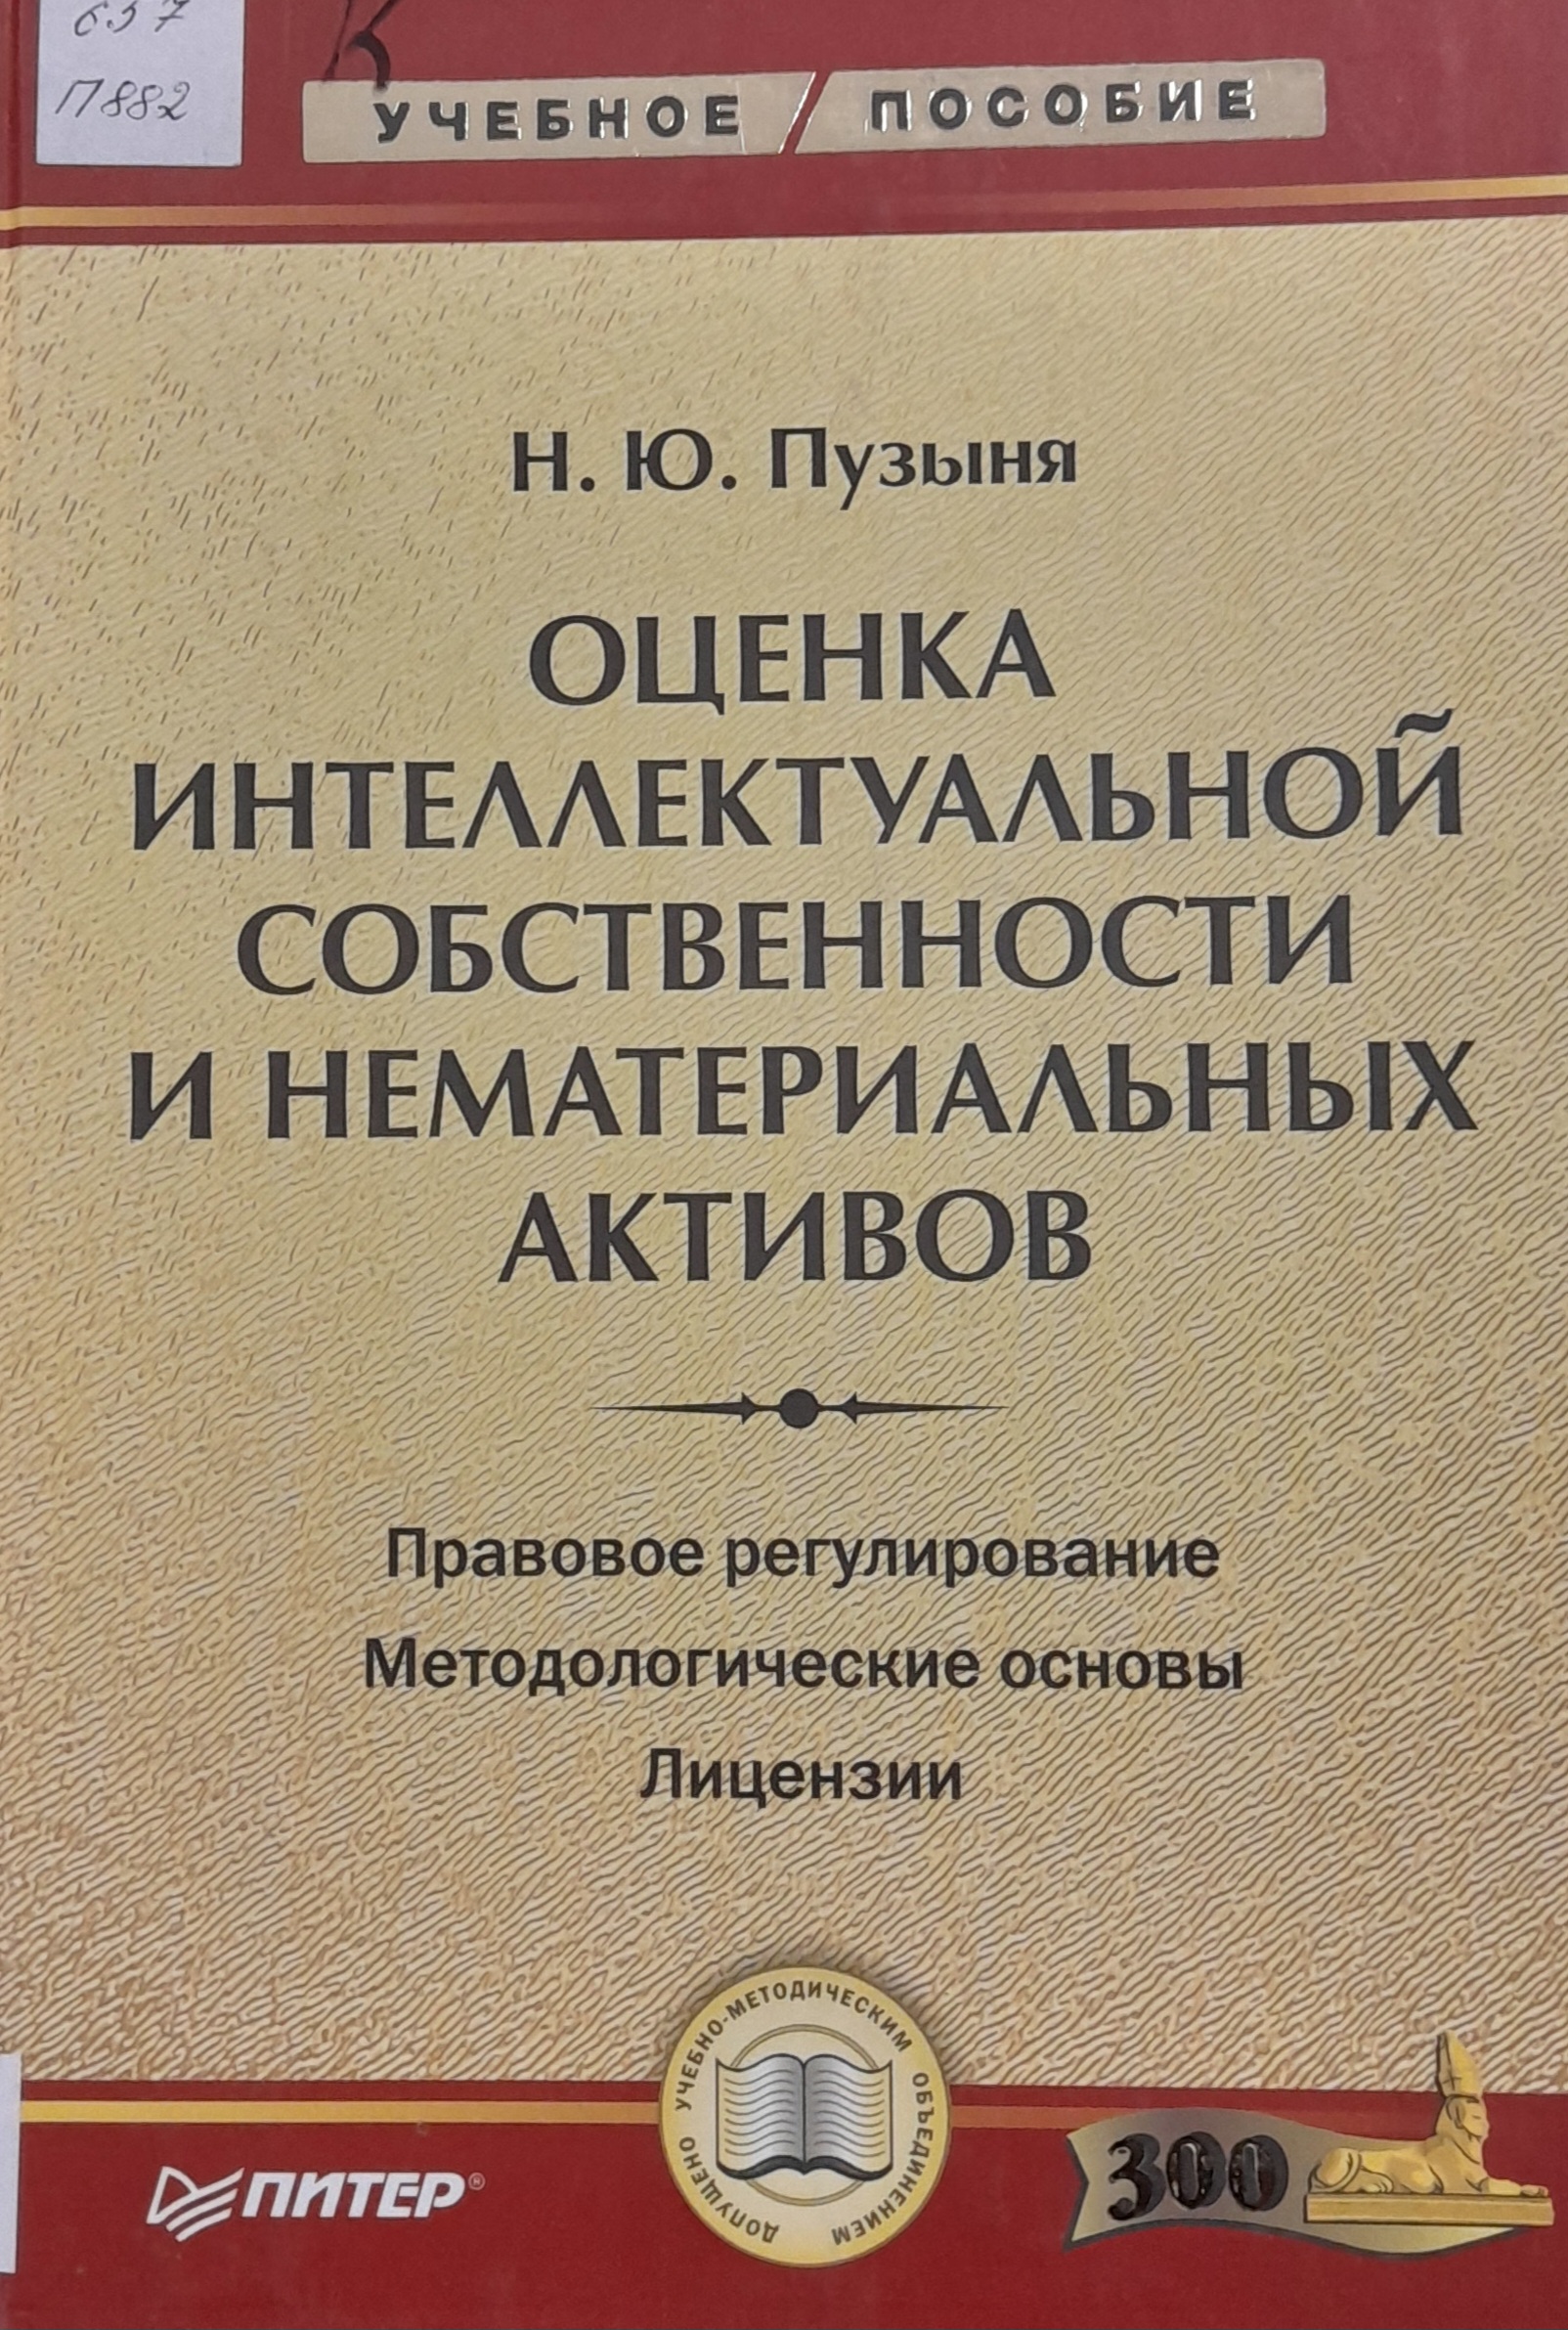 657
П882
К
УЧЕБНОЕ / ПОСОБИЕ
Н. Ю. Пузыня
ОЦЕНКА
ИНТЕЛЛЕКТУАЛЬНОЙ
СОБСТВЕННОСТИ
И НЕМАТЕРИАЛЬНЫХ
АКТИВОВ
Правовое регулирование
Методологические основы
Лицензии
ДОПУЩЕНО УЧЕБНО-МЕТОДИЧЕСКИМ ОБЪЕДИНЕНИЕМ
ПИТЕР®
300